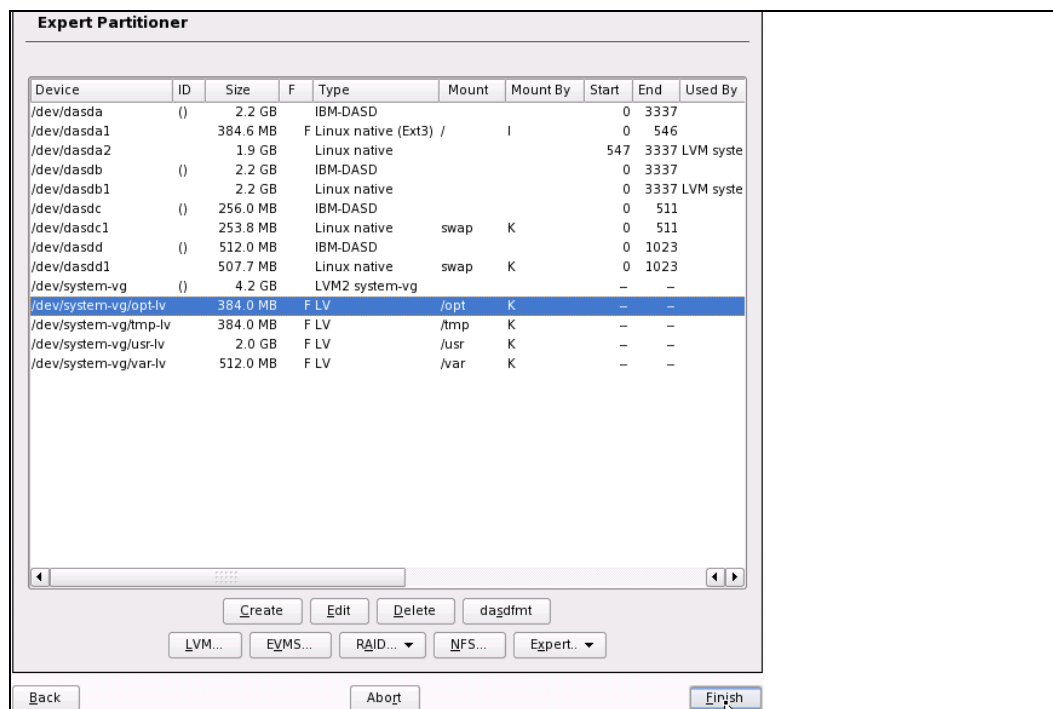 Expert Partitioner
Device ID Size F Type Mount Mount By Start End Used By
/dev/dasda () 2.2 GB IBM-DASD 0 3337
/dev/dasda1 384.6 MB F Linux native (Ext3) / I 0 546
/dev/dasda2 1.9 GB Linux native 547 3337 LVM syste
/dev/dasdb () 2.2 GB IBM-DASD 0 3337
/dev/dasdb1 2.2 GB Linux native 0 3337 LVM syste
/dev/dasdc () 256.0 MB IBM-DASD 0 511
/dev/dasdc1 253.8 MB Linux native swap K 0 511
/dev/dasdd () 512.0 MB IBM-DASD 0 1023
/dev/dasdd1 507.7 MB Linux native swap K 0 1023
/dev/system-vg () 4.2 GB LVM2 system-vg -- --
/dev/system-vg/opt-lv 384.0 MB F LV /opt K -- --
/dev/system-vg/tmp-lv 384.0 MB F LV /tmp K -- --
/dev/system-vg/usr-lv 2.0 GB F LV /usr K -- --
/dev/system-vg/var-lv 512.0 MB F LV /var K -- --
Create Edit Delete dasdfmt
LVM... EVMS... RAID... NFS... Expert..
Back Abort Finish